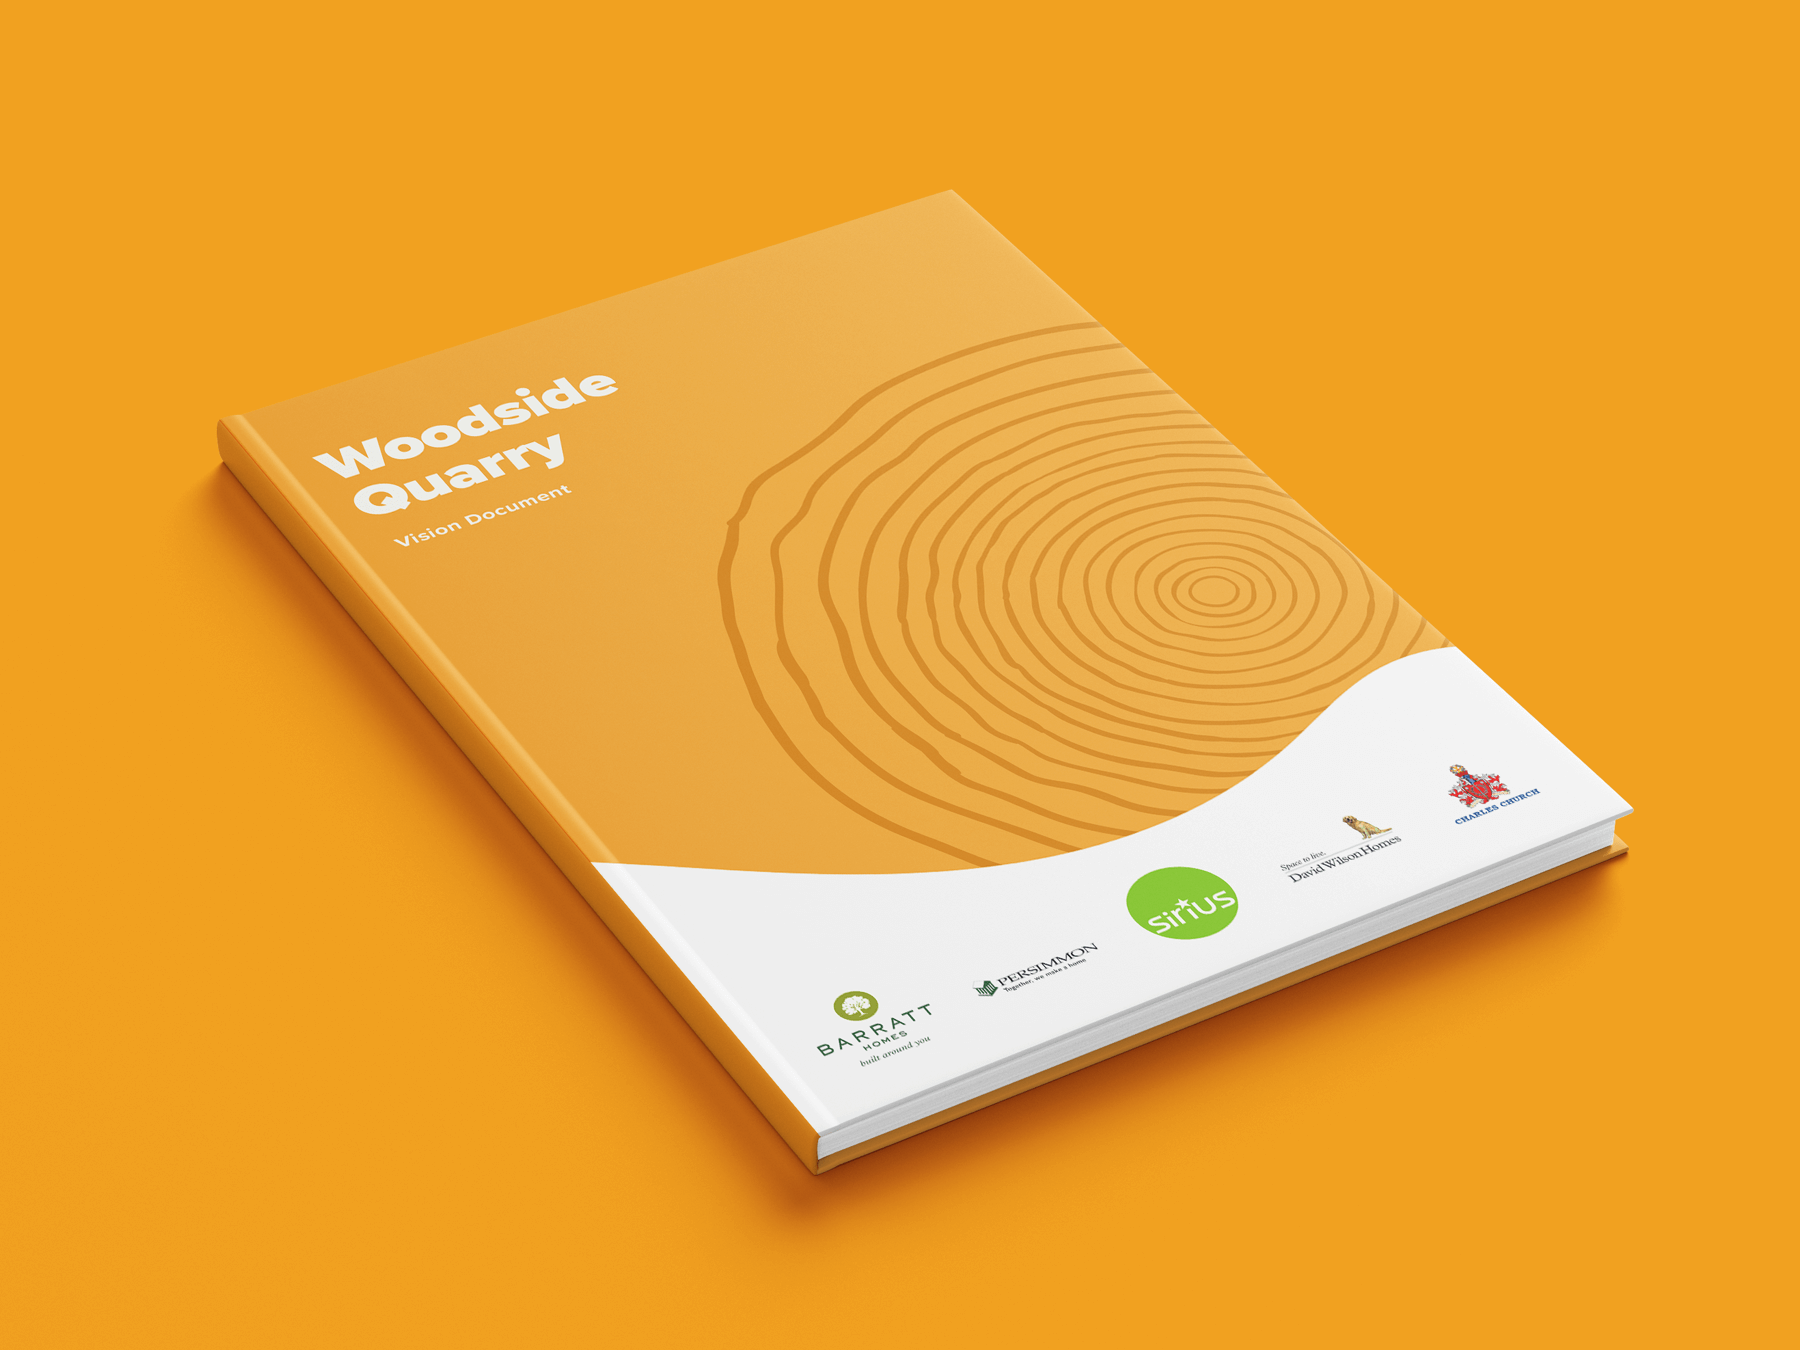 Woodside
Quarry
Vision Document
BARRATT
HOMES
built around you
PERSIMMON
Together, we make a home
sirius
Space to live.
David Wilson Homes
CHARLES CHURCH